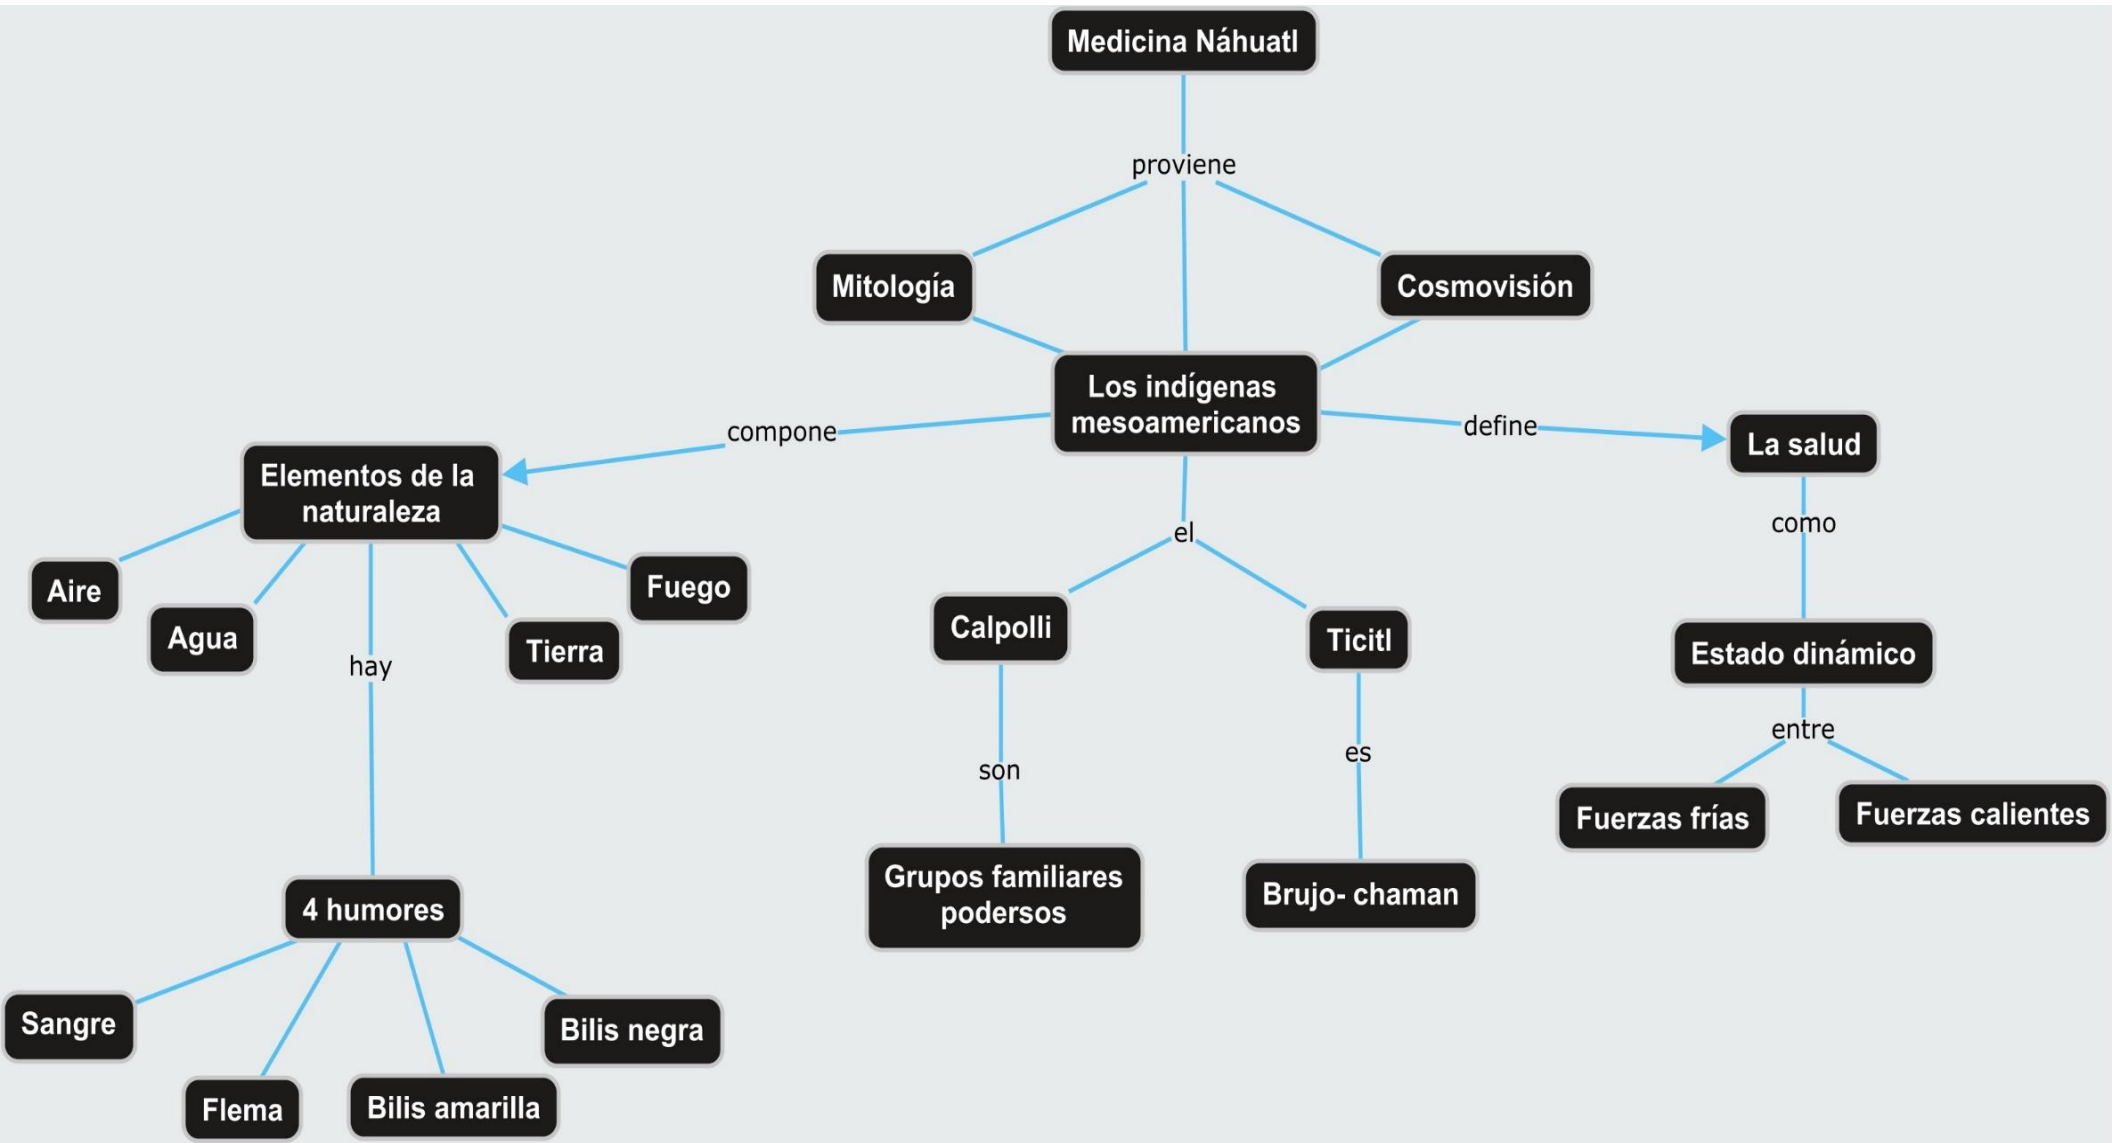 Medicina Náhuatl
proviene
Mitología
Cosmovisión
Los indígenas
mesoamericanos
compone
define
La salud
Elementos de la
naturaleza
como
el
Aire
Agua
Tierra
Fuego
hay
Calpolli
Ticitl
Estado dinámico
son
es
entre
Fuerzas frías
Fuerzas calientes
Grupos familiares
podersos
Brujo- chaman
4 humores
Sangre
Flema
Bilis amarilla
Bilis negra